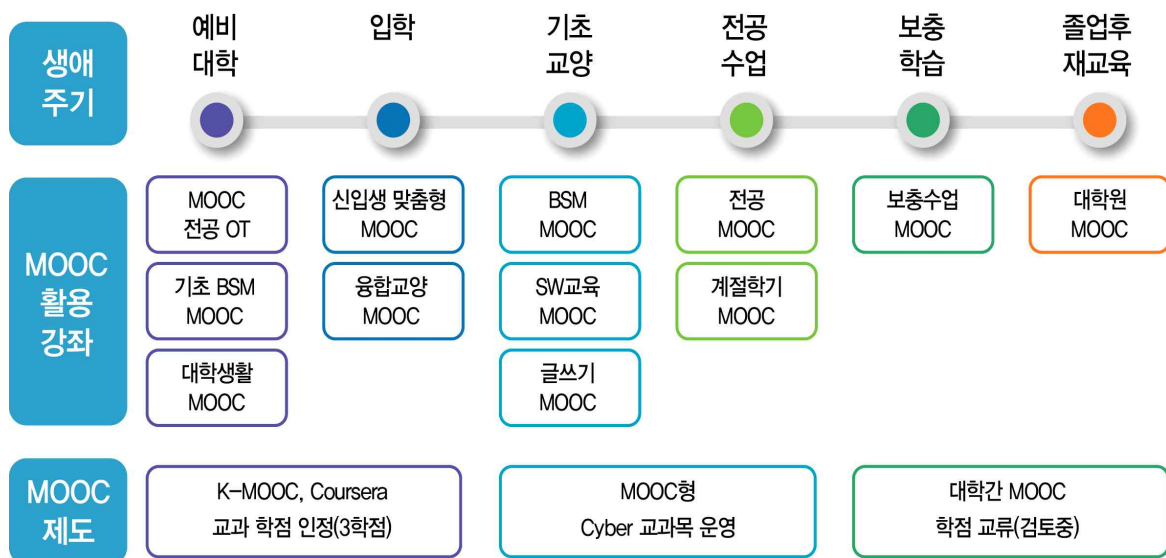 생애
주기
예비
대학
입학
기초
교양
전공
수업
보충
학습
졸업후
재교육
MOOC
활용
강좌
MOOC
전공 OT
신입생 맞춤형
MOOC
BSM
MOOC
전공
MOOC
보충수업
MOOC
대학원
MOOC
기초 BSM
MOOC
융합교양
MOOC
SW교육
MOOC
계절학기
MOOC
대학생활
MOOC
글쓰기
MOOC
MOOC
제도
K-MOOC, Coursera
교과 학점 인정(3학점)
MOOC형
Cyber 교과목 운영
대학간 MOOC
학점 교류(검토중)